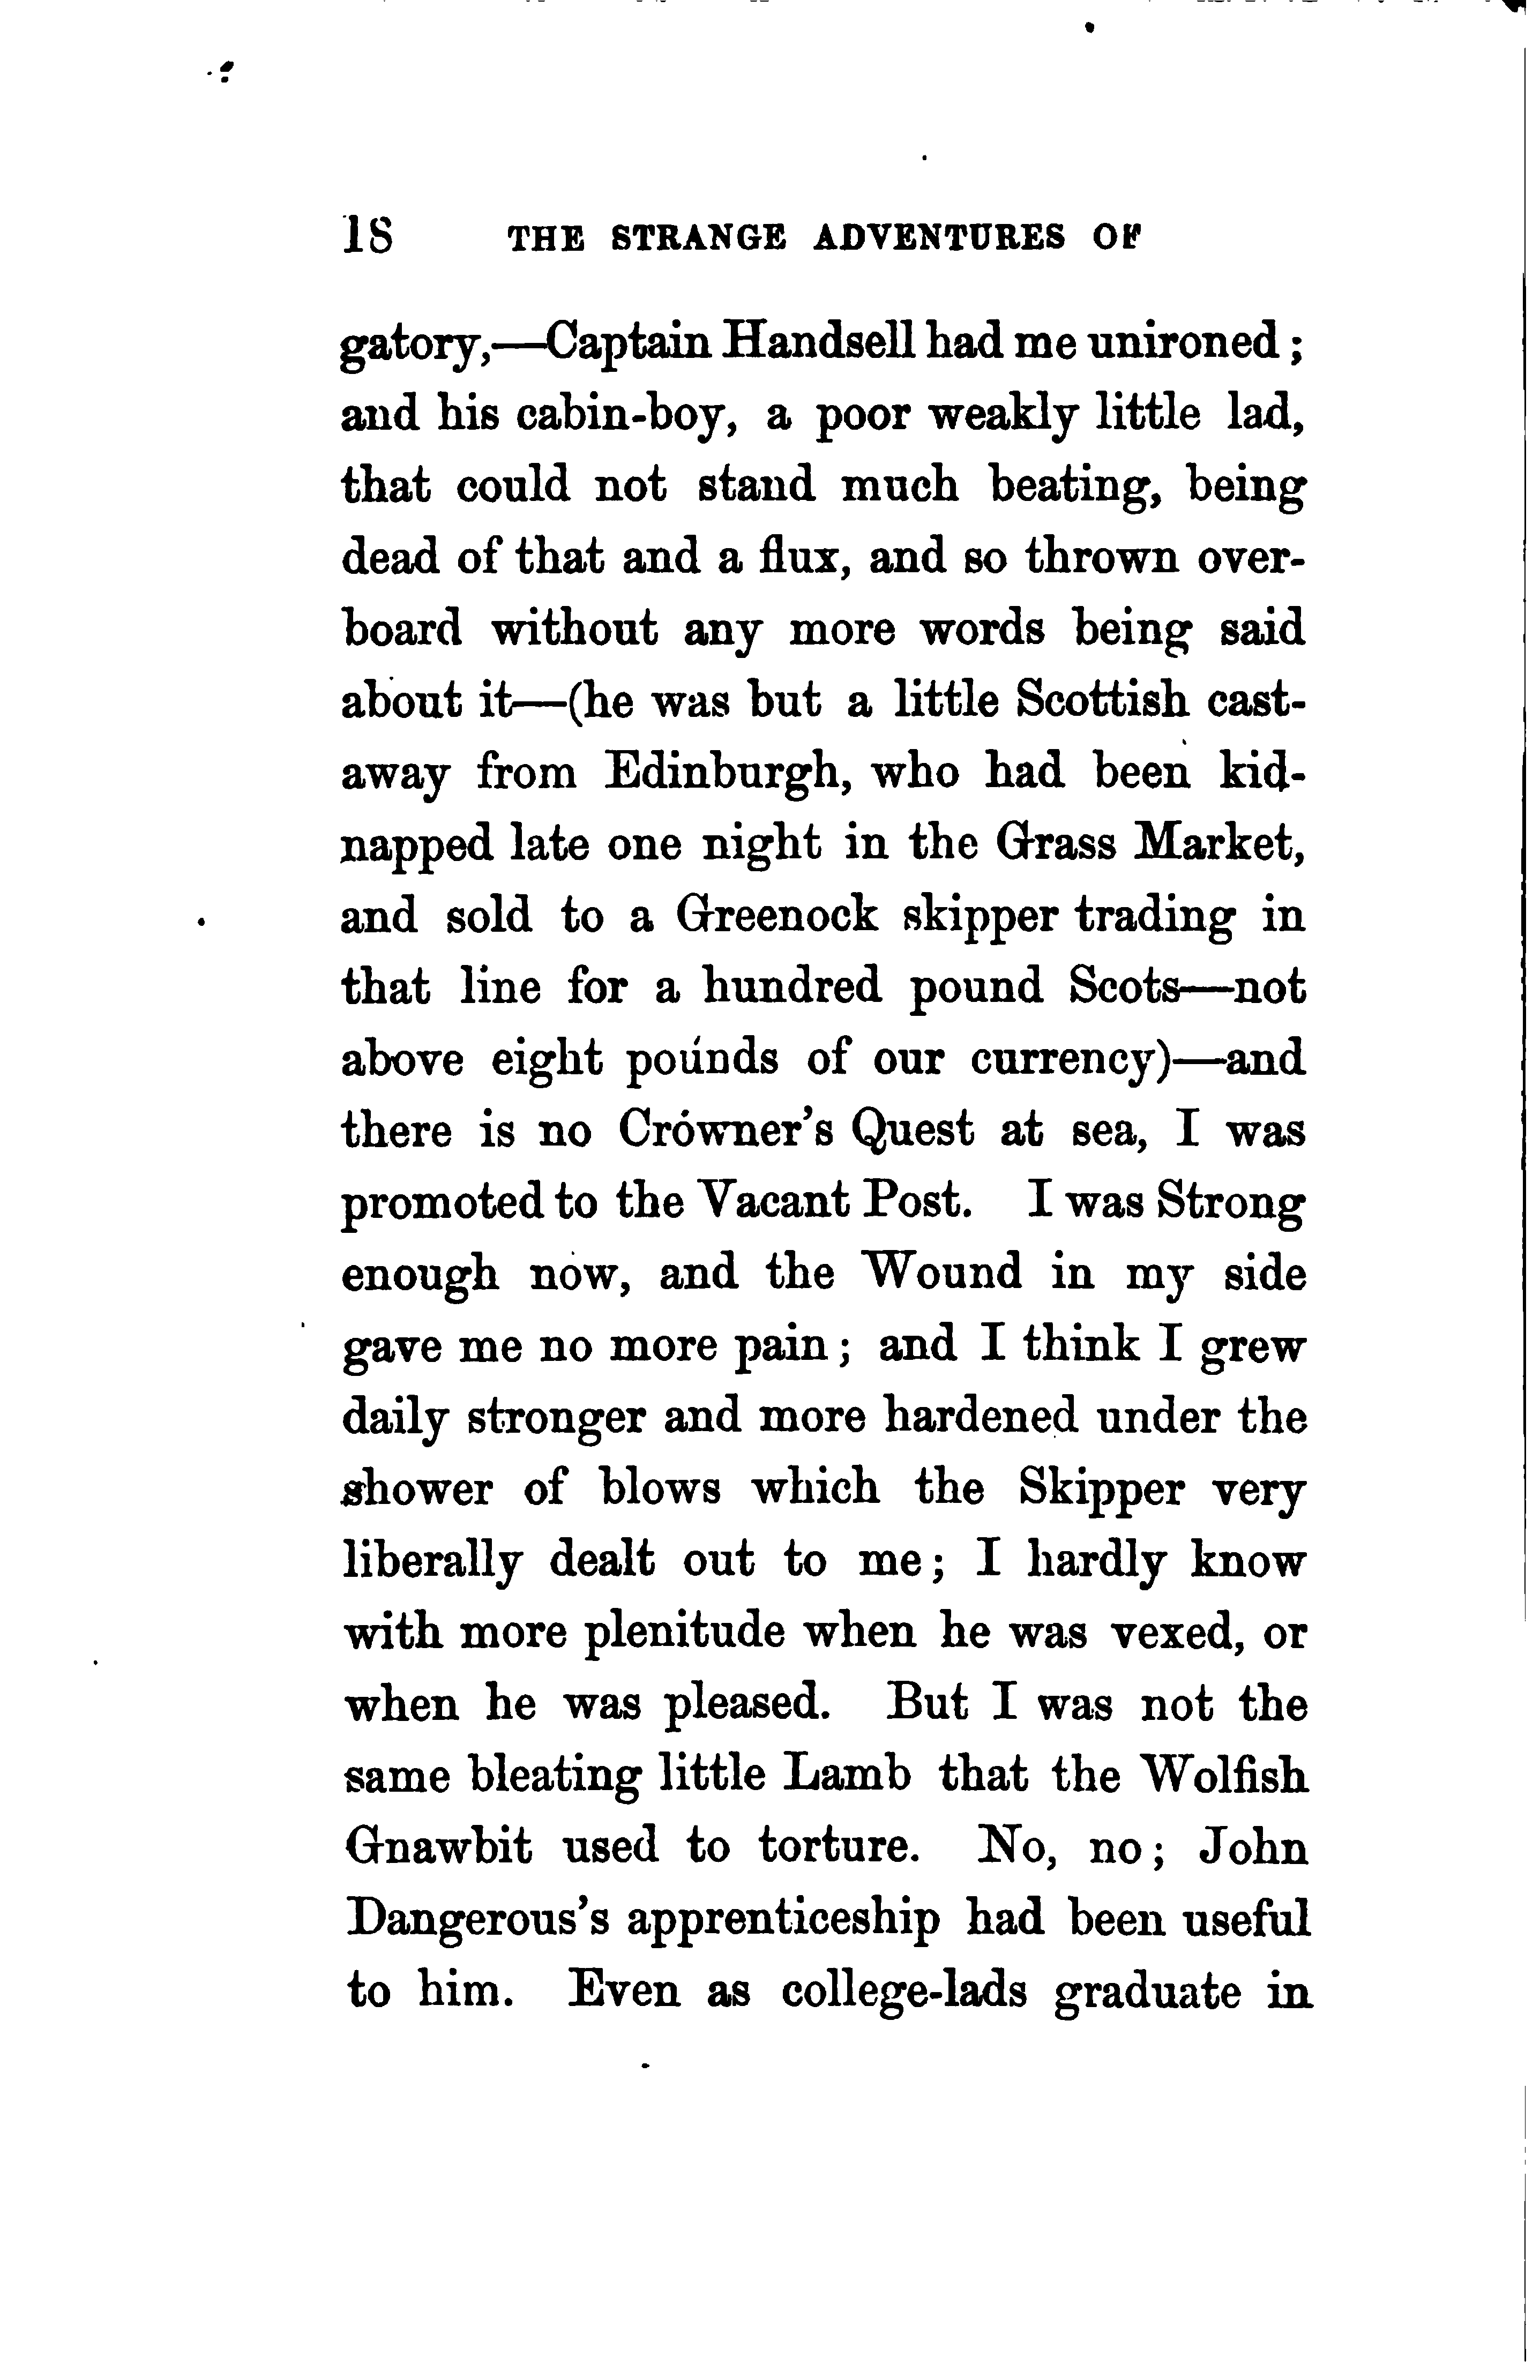 18 THE STRANGE ADVENTURES OF
gatory,—Captain Handsell had me unironed;
and his cabin-boy, a poor weakly little lad,
that could not stand much beating, being
dead of that and a flux, and so thrown over-
board without any more words being said
about it—(he was but a little Scottish cast-
away from Edinburgh, who had been kid-
napped late one night in the Grass Market,
and sold to a Greenock skipper trading in
that line for a hundred pound Scots—not
above eight pounds of our currency)—and
there is no Crowner's Quest at sea, I was
promoted to the Vacant Post. I was Strong
enough now, and the Wound in my side
gave me no more pain; and I think I grew
daily stronger and more hardened under the
shower of blows which the Skipper very
liberally dealt out to me; I hardly know
with more plenitude when he was vexed, or
when he was pleased. But I was not the
same bleating little Lamb that the Wolfish
Gnawbit used to torture. No, no; John
Dangerous's apprenticeship had been useful
to him. Even as college-lads graduate in